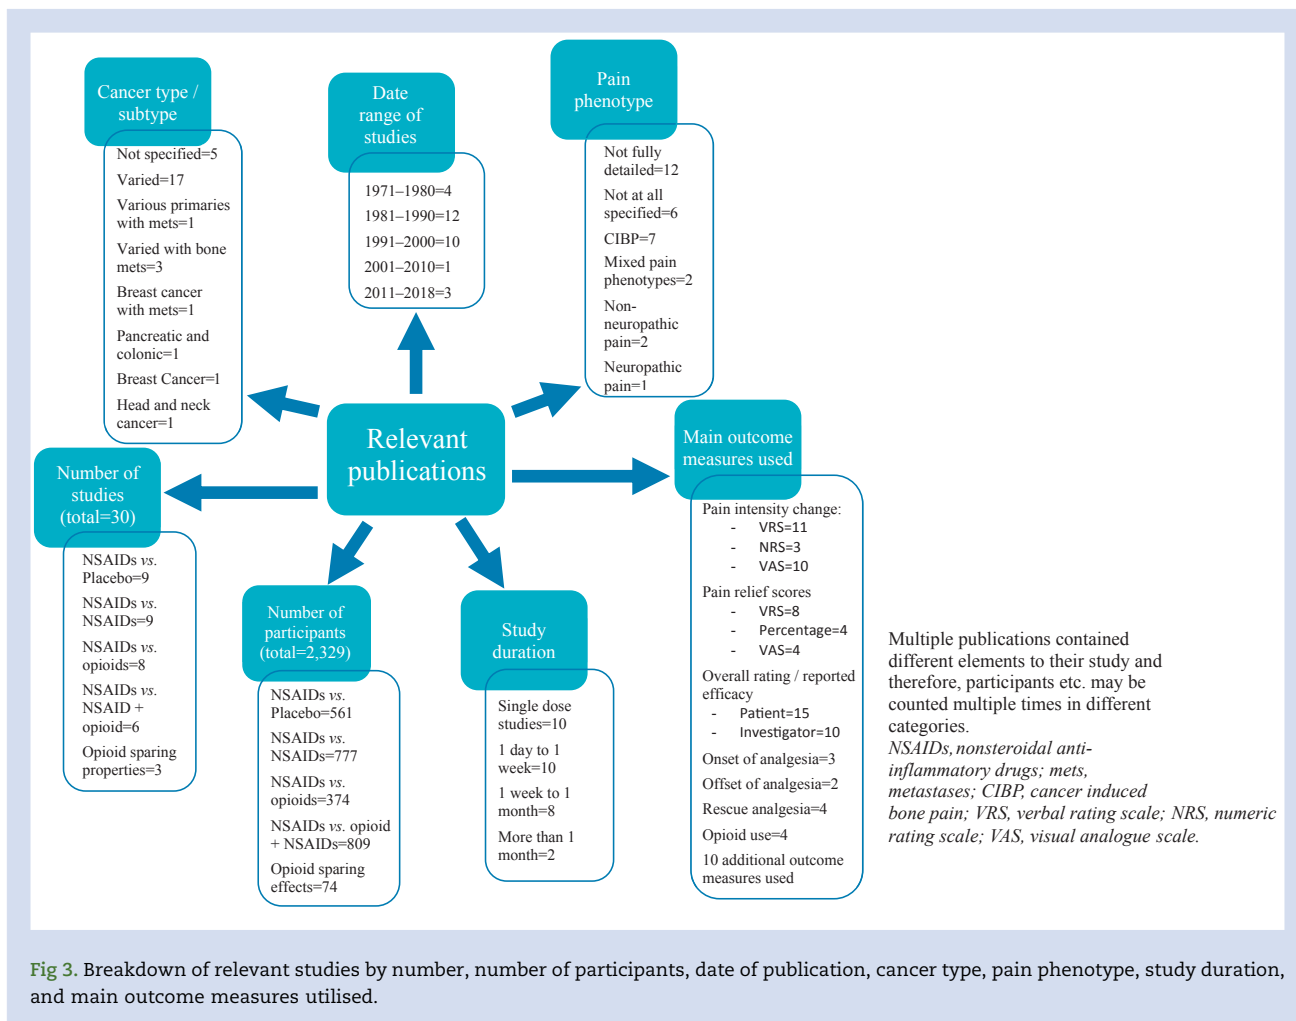 Cancer type /
subtype
Not specified=5
Varied=17
Various primaries
with mets=1
Varied with bone
mets=3
Breast cancer
with mets=1
Pancreatic and
colonic=1
Breast Cancer=1
Head and neck
cancer=1
Date
range of
studies
1971–1980=4
1981–1990=12
1991–2000=10
2001–2010=1
2011–2018=3
Pain
phenotype
Not fully
detailed=12
Not at all
specified=6
CIBP=7
Mixed pain
phenotypes=2
Non-
neuropathic
pain=2
Neuropathic
pain=1
Relevant
publications
Main outcome
measures used
Pain intensity change:
- VRS=11
- NRS=3
- VAS=10
Pain relief scores
- VRS=8
- Percentage=4
- VAS=4
Overall rating / reported
efficacy
- Patient=15
- Investigator=10
Onset of analgesia=3
Offset of analgesia=2
Rescue analgesia=4
Opioid use=4
10 additional outcome
measures used
Number of
studies
(total=30)
NSAIDs vs.
Placebo=9
NSAIDs vs.
NSAIDs=9
NSAIDs vs.
opioids=8
NSAIDs vs.
NSAID +
opioid=6
Opioid sparing
properties=3
Number of
participants
(total=2,329)
NSAIDs vs.
Placebo=561
NSAIDs vs.
NSAIDs=777
NSAIDs vs.
opioids=374
NSAIDs vs. opioid
+ NSAIDs=809
Opioid sparing
effects=74
Study
duration
Single dose
studies=10
1 day to 1
week=10
1 week to 1
month=8
More than 1
month=2
Multiple publications contained
different elements to their study and
therefore, participants etc. may be
counted multiple times in different
categories.
NSAIDs, nonsteroidal anti-
inflammatory drugs; mets,
metastases; CIBP, cancer induced
bone pain; VRS, verbal rating scale; NRS, numeric
rating scale; VAS, visual analogue scale.
Fig 3. Breakdown of relevant studies by number, number of participants, date of publication, cancer type, pain phenotype, study duration,
and main outcome measures utilised.